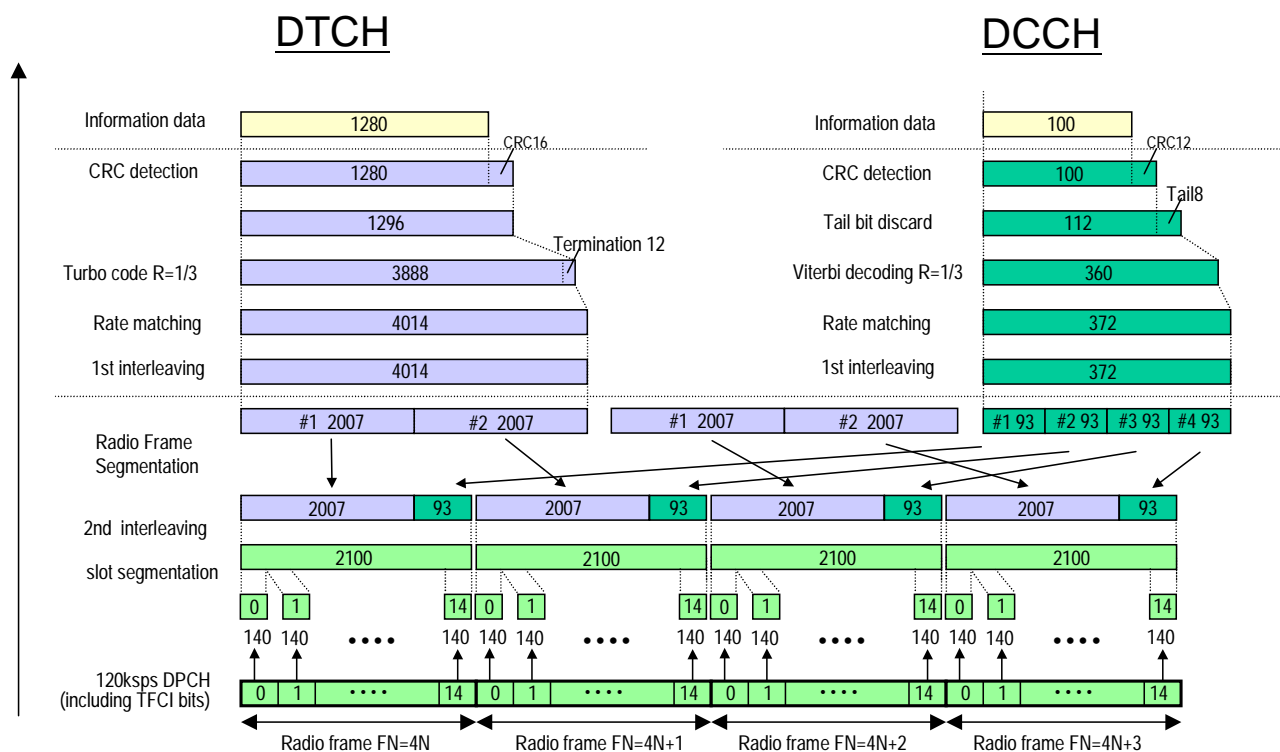 DTCH DCCH
Information data 1280 Information data 100
CRC16 CRC12
CRC detection 1280 CRC detection 100
Tail8
1296 Tail bit discard 112
Termination 12
Turbo code R=1/3 3888 Viterbi decoding R=1/3 360
Rate matching 4014 Rate matching 372
1st interleaving 4014 1st interleaving 372
#1 2007 #2 2007 #1 2007 #2 2007 #1 93 #2 93 #3 93 #4 93
Radio Frame
Segmentation
2007 93 2007 93 2007 93 2007 93
2nd interleaving
2100 2100 2100 2100
slot segmentation
0 1 14 0 1 14 0 1 14 0 1 14
140 140 •••• 140 140 140 •••• 140 140 140 •••• 140 140 140 •••• 140
120ksps DPCH
(including TFCI bits)
0 1 •••• 14 0 1 •••• 14 0 1 •••• 14 0 1 •••• 14
Radio frame FN=4N Radio frame FN=4N+1 Radio frame FN=4N+2 Radio frame FN=4N+3